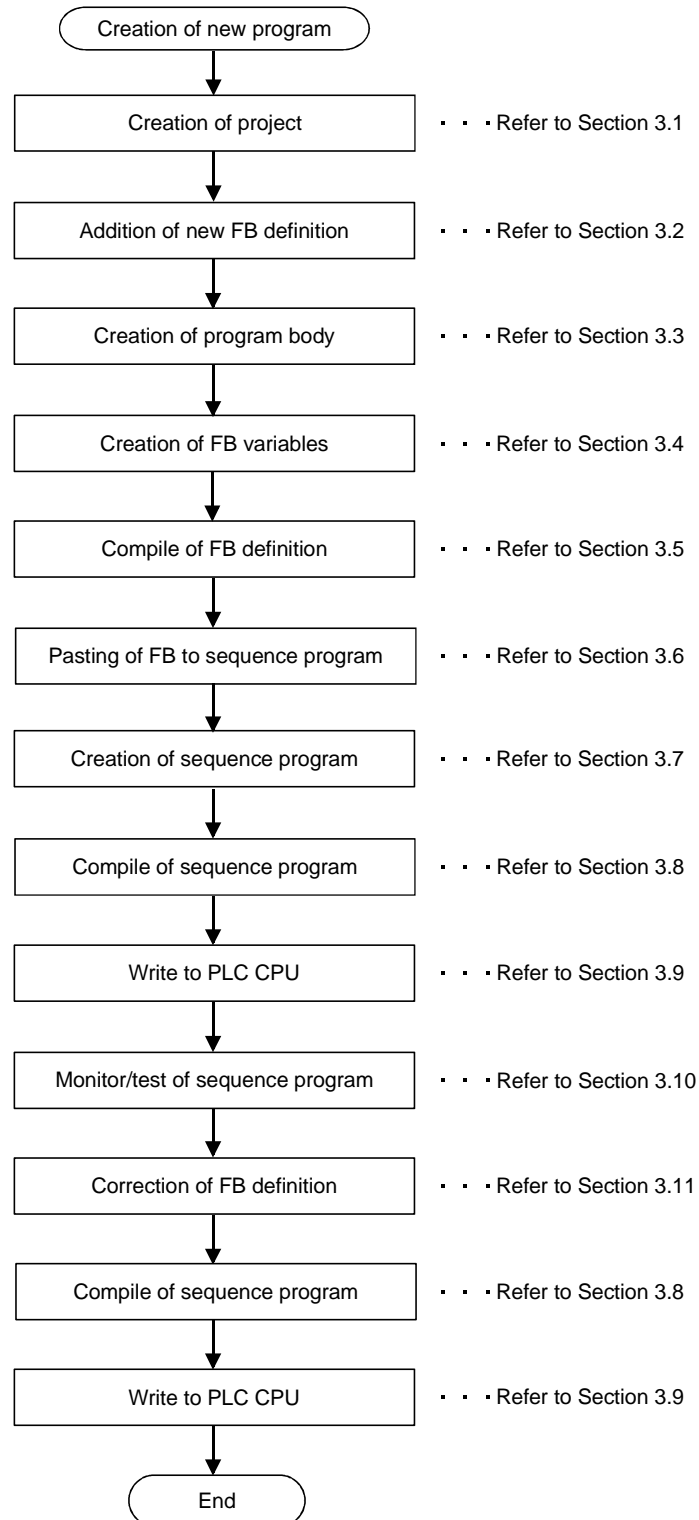 Creation of new program
Creation of project · · · Refer to Section 3.1
Addition of new FB definition · · · Refer to Section 3.2
Creation of program body · · · Refer to Section 3.3
Creation of FB variables · · · Refer to Section 3.4
Compile of FB definition · · · Refer to Section 3.5
Pasting of FB to sequence program · · · Refer to Section 3.6
Creation of sequence program · · · Refer to Section 3.7
Compile of sequence program · · · Refer to Section 3.8
Write to PLC CPU · · · Refer to Section 3.9
Monitor/test of sequence program · · · Refer to Section 3.10
Correction of FB definition · · · Refer to Section 3.11
Compile of sequence program · · · Refer to Section 3.8
Write to PLC CPU · · · Refer to Section 3.9
End